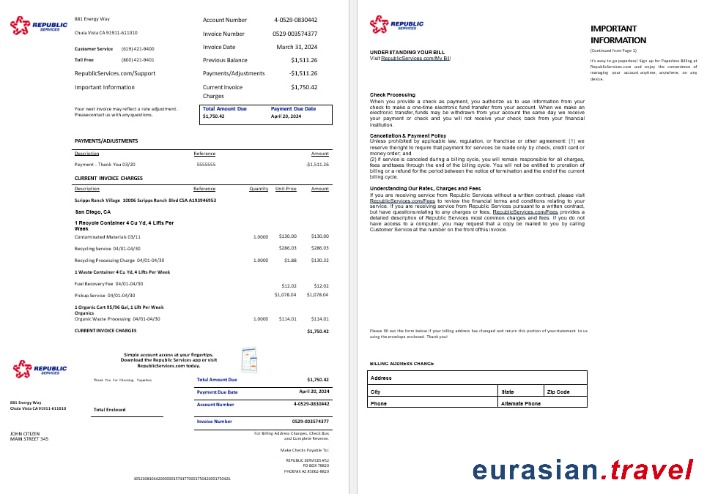 REPUBLIC
SERVICES
881 Energy Way
Chula Vista CA 91911-611810
Customer Service (619)421-9400
Toll Free (800)421-9401
RepublicServices.com/Support
Important Information
Account Number 4-0529-0830442
Invoice Number 0529-003574377
Invoice Date March 31, 2024
Previous Balance $1,511.26
Payments/Adjustments -$1,511.26
Current Invoice Charges $1,750.42
Your next invoice may reflect a rate adjustment.
Please contact us with any questions.
Total Amount Due Payment Due Date
$1,750.42 April 20, 2024
PAYMENTS/ADJUSTMENTS
Description Reference Amount
Payment - Thank You 03/20 5555555 -$1,511.26
CURRENT INVOICE CHARGES
Description Reference Quantity Unit Price Amount
Scripps Ranch Village 10006 Scripps Ranch Blvd CSA
San Diego, CA
1 Recycle Container 4 Cu Yd, 4 Lifts Per
Week
Contaminated Materials 03/11 1.0000 $130.00 $130.00
Recycling Service 04/01-04/30 $286.03 $286.03
Recycling Processing Charge 04/01-04/30 1.0000
1 Waste Container 4 Cu Yd, 4 Lifts Per Week
Fuel Recovery Fee 04/01-04/30 $12.02 $12.02
Pickup Service 04/01-04/30 $1,078.04 $1,078.04
1 Organic Cart 95/96 Gal, 1 Lift Per Week
Organics
Organic Waste Processing 04/01-04/30 1.0000 $114.01 $114.01
CURRENT INVOICE CHARGES $1,750.42
Simple account access at your fingertips.
Download the Republic Services app or visit
RepublicServices.com today.
REPUBLIC
SERVICES
881 Energy Way
Chula Vista CA 91911-611810
Thank You For Choosing Paperless
Total Enclosed
Total Amount Due $1,750.42
Payment Due Date April 20, 2024
Account Number 4-0529-0830442
Invoice Number 0529-003574377
JOHN CITIZEN
MAIN STREET 345
For Billing Address Changes, Check Box
and Complete Reverse.
Make Checks Payable To:
REPUBLIC SERVICES
PO BOX 78829
PHOENIX AZ
REPUBLIC
SERVICES
IMPORTANT
INFORMATION
(Continued from Page 1)
It's easy to go paperless! Sign up for Paperless Billing at
RepublicServices.com and enjoy the convenience of
managing your account anytime, anywhere, on any
device.
UNDERSTANDING YOUR BILL
Visit RepublicServices.com/My Bill
Check Processing
When you provide a check as payment, you authorize us to use information from your
check to make a one-time electronic fund transfer from your account. When we make an
electronic transfer, funds may be withdrawn from your account the same day we receive
your payment or check and you will not receive your check back from your financial
institution.
Cancellation & Payment Policy
Unless prohibited by applicable law, regulation, or franchise or other agreement: (1) we
reserve the right to require that payment for services be made only by check, credit card or
money order; and
(2) if service is canceled during a billing cycle, you will remain responsible for all charges,
fees and taxes through the end of the billing cycle. You will not be entitled to proration of
billing or a refund for the period between the notice of termination and the end of the current
billing cycle.
Understanding Our Rates, Charges and Fees
If you are receiving service from Republic Services without a written contract, please visit
RepublicServices.com/Fees to review the financial terms and conditions relating to your
service. If you are receiving service from Republic Services pursuant to a written contract,
but have questions relating to any charges or fees, RepublicServices.com/Fees provides a
detailed description of Republic Services most common charges and fees. If you do not
have access to a computer, you may request that a copy be mailed to you by calling
Customer Service at the number on the front of this invoice.
Please fill out the form below if your billing address has changed and return this portion of your statement to us
using the envelope enclosed. Thank you!
BILLING ADDRESS CHANGE
Address
City State Zip Code
Phone Alternate Phone
eurasian.travel